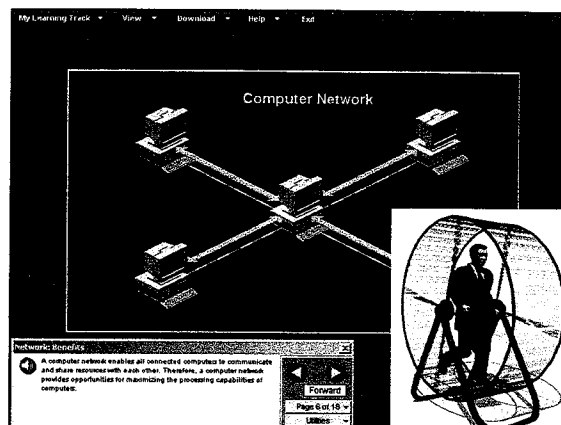 My Learning Track View Download Help Exit
Computer Network
Network: Benefits
A computer network enables all connected computers to communicate
and share resources with each other. Therefore, a computer network
provides opportunities for maximizing the processing capabilities of
computers.
Forward
Page 6 of 18
Utilities